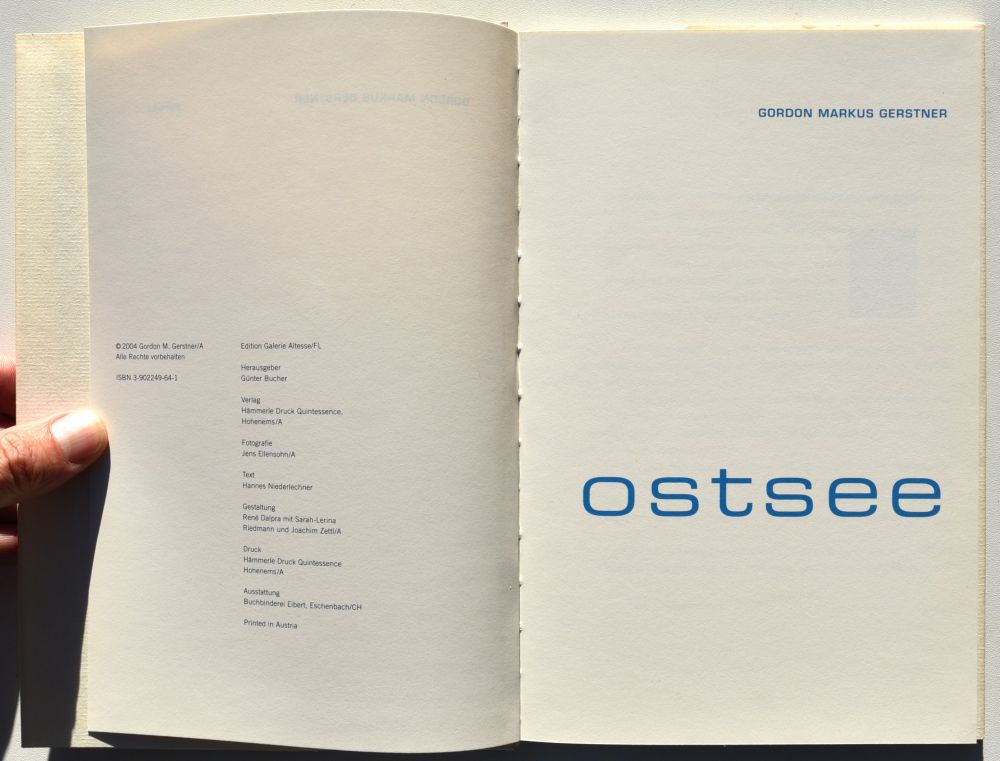 © 2004 Gordon M. Gerstner/A
Alle Rechte vorbehalten
ISBN 3-902249-64-1
Edition Galerie Altesse/FL
Herausgeber
Günter Bucher
Verlag
Hämmerle Druck Quintessence,
Hohenems/A
Fotografie
Jens Ellensohn/A
Text
Hannes Niederlechner
Gestaltung
René Dalpra mit Sarah-Lerina
Riedmann und Joachim Zettl/A
Druck
Hämmerle Druck Quintessence
Hohenems/A
Ausstattung
Buchbinderei Eibert, Eschenbach/CH
Printed in Austria
GORDON MARKUS GERSTNER
ostsee